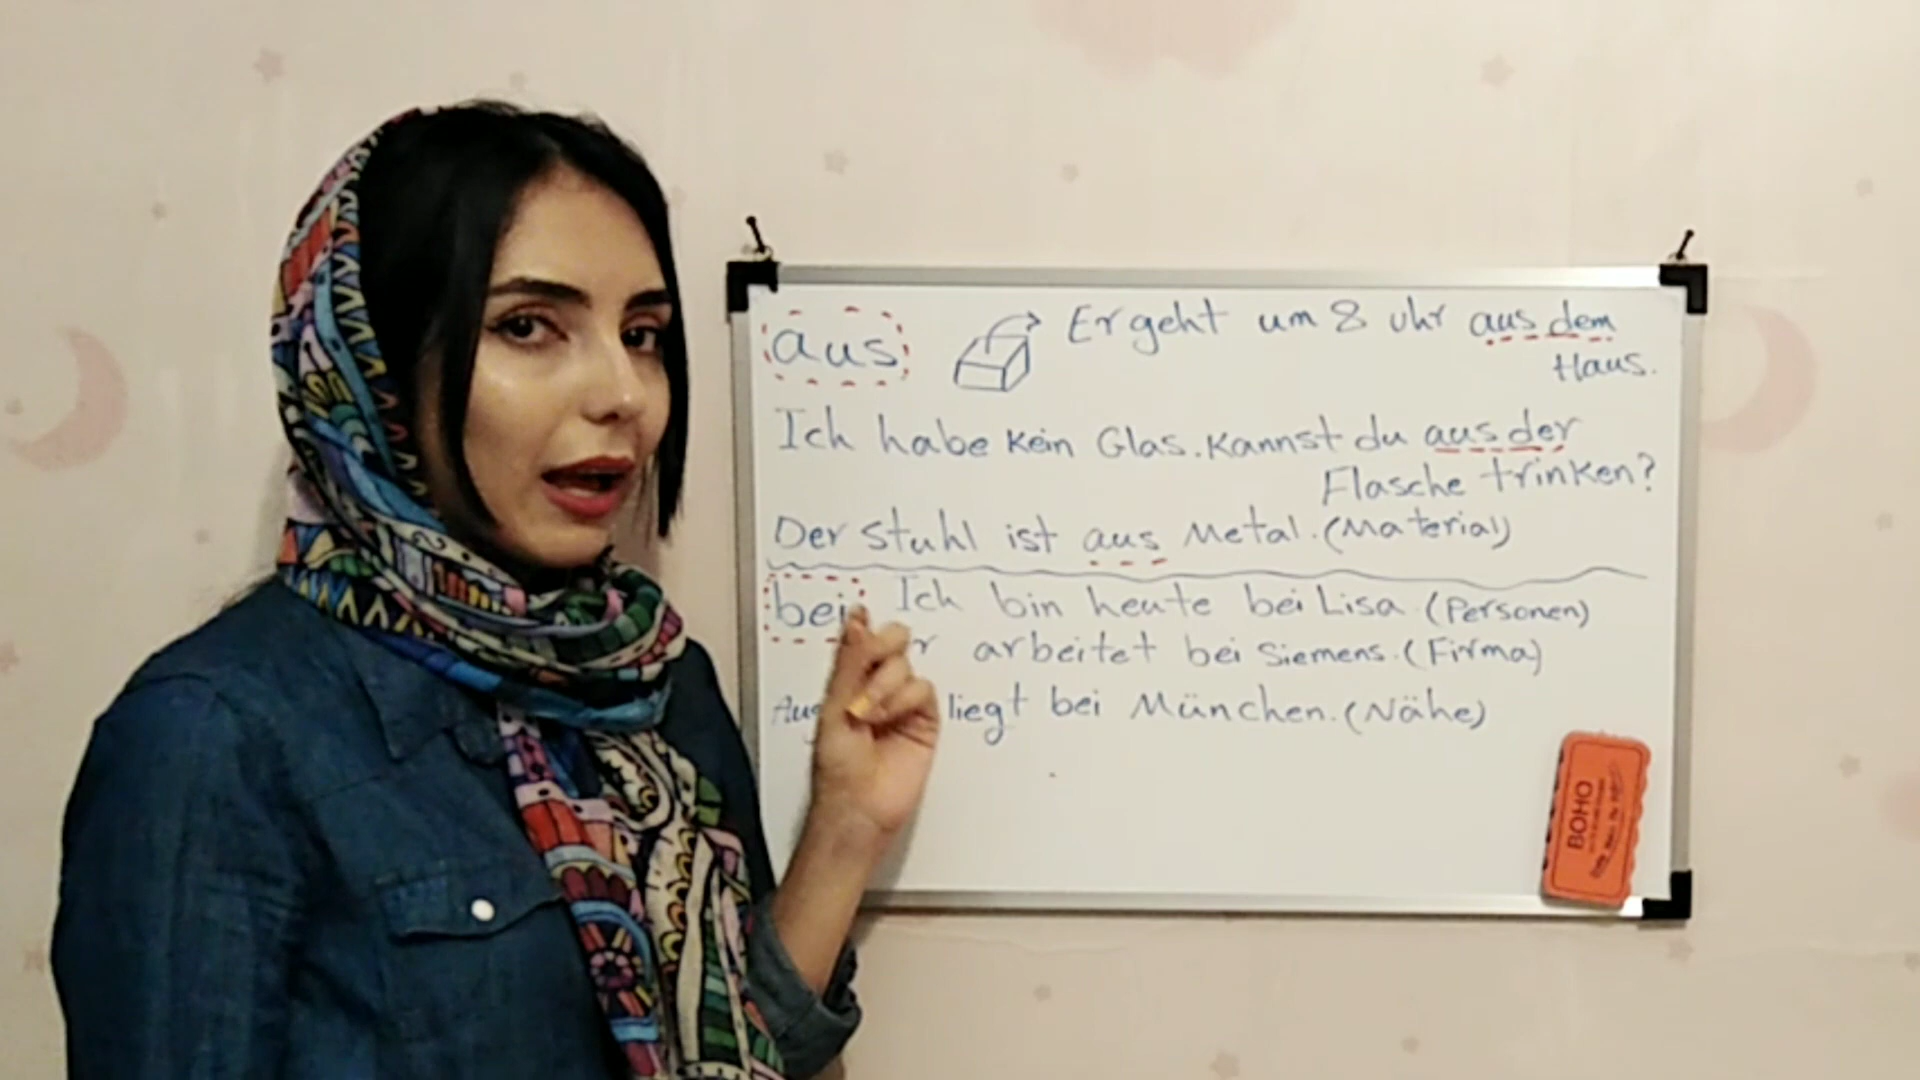 aus Er geht um 8 uhr aus dem
Haus.
Ich habe kein Glas. Kannst du aus der
Flasche trinken?
Der Stuhl ist aus Metal. (Material)
bei Ich bin heute bei Lisa. (Personen)
arbeitet bei Siemens. (Firma)
liegt bei München. (Nähe)
BOHO